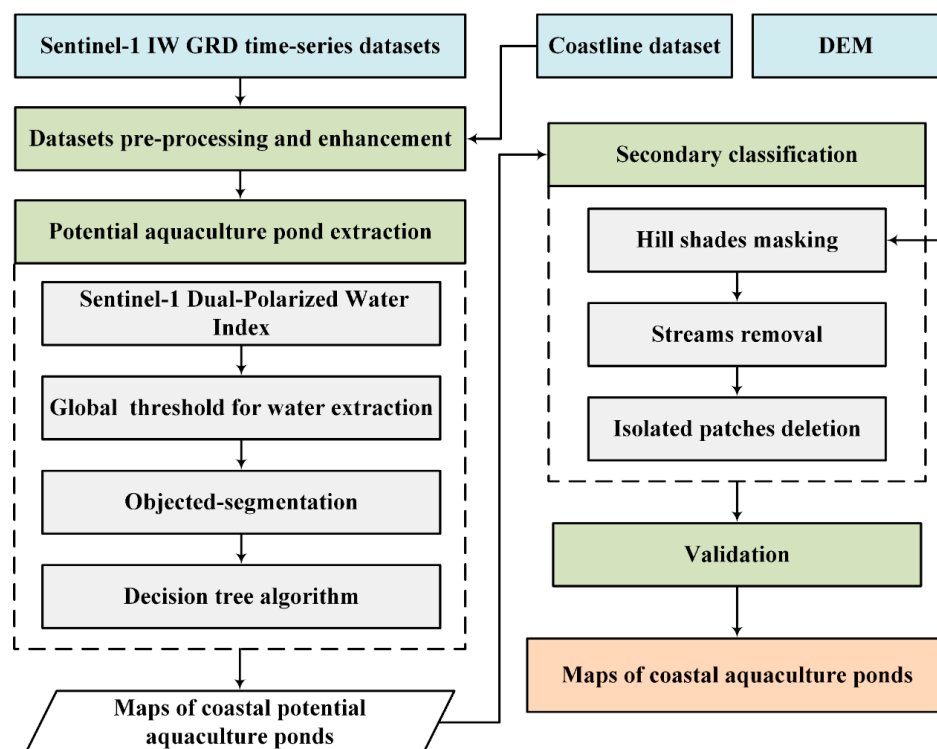 Sentinel-1 IW GRD time-series datasets
Datasets pre-processing and enhancement
Potential aquaculture pond extraction
Sentinel-1 Dual-Polarized Water
Index
Global threshold for water extraction
Objected-segmentation
Decision tree algorithm
Maps of coastal potential
aquaculture ponds
Coastline dataset
DEM
Secondary classification
Hill shades masking
Streams removal
Isolated patches deletion
Validation
Maps of coastal aquaculture ponds